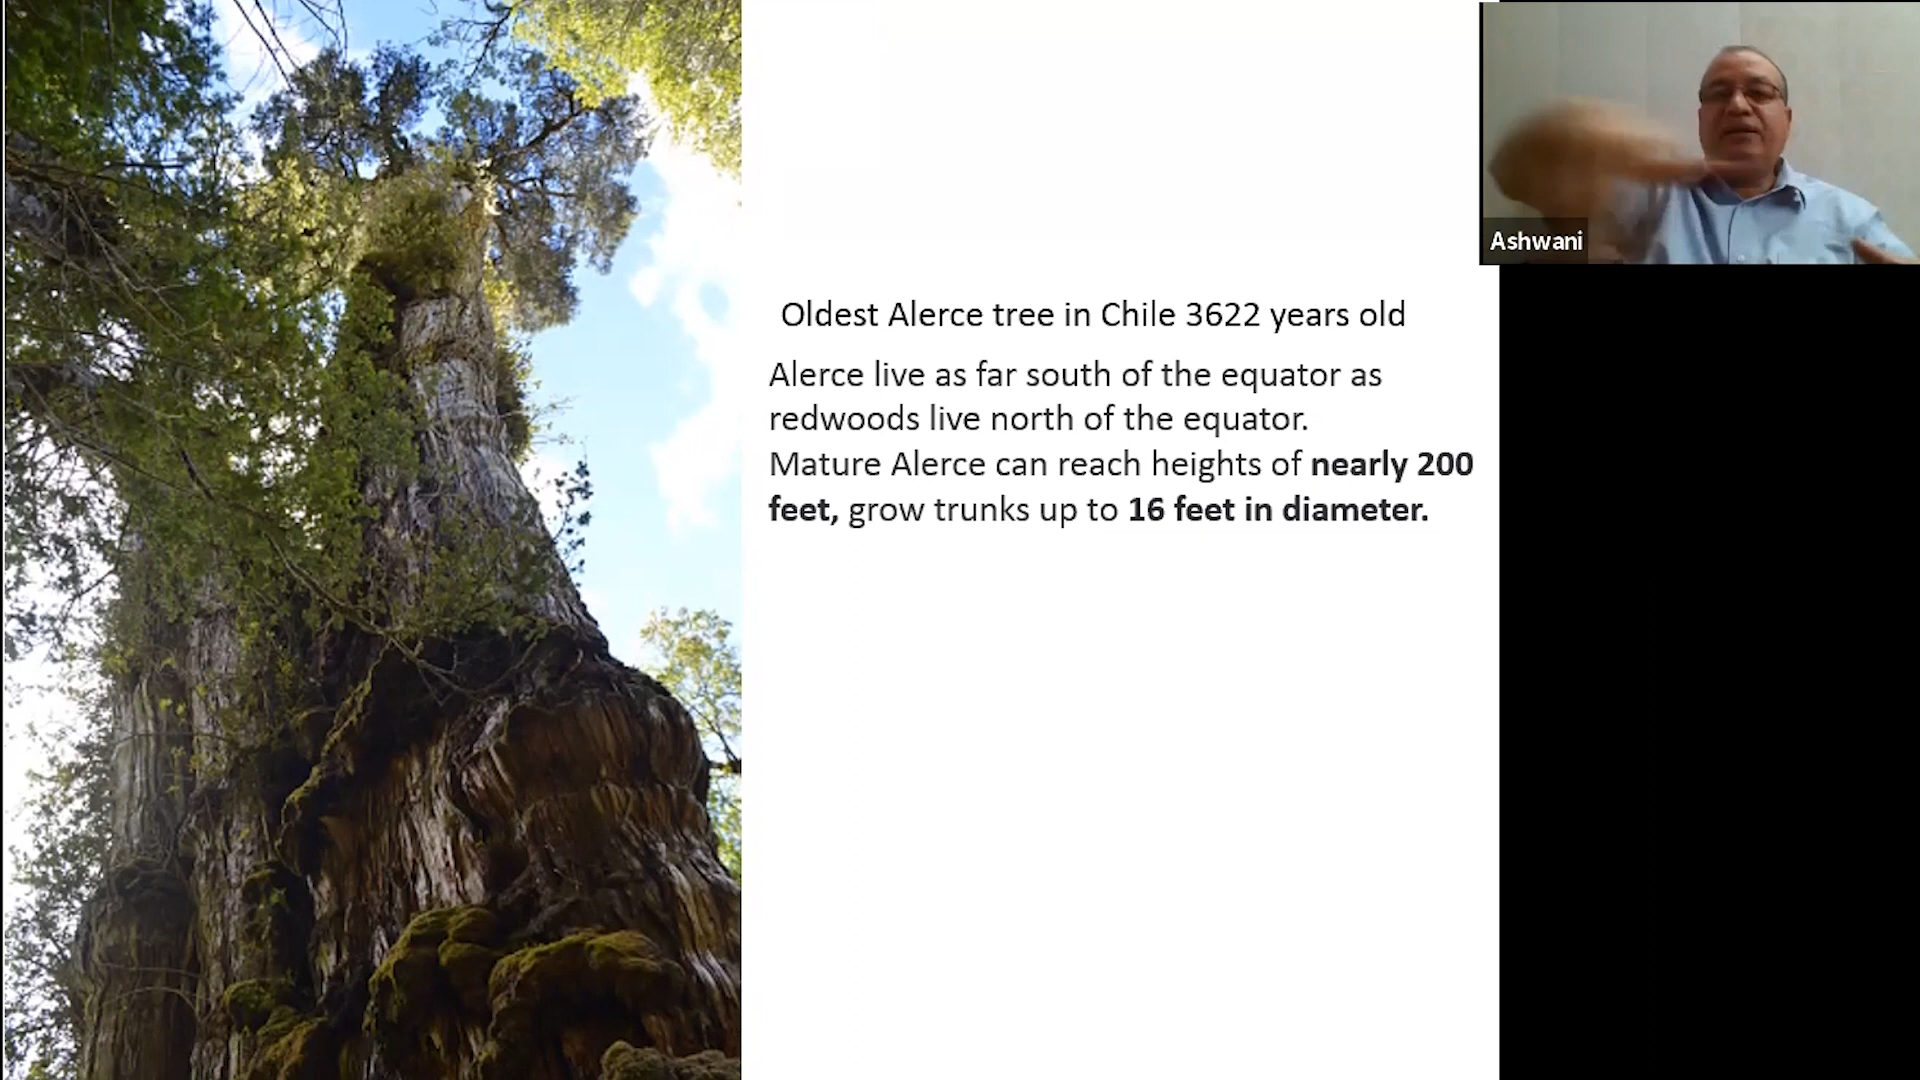 Ashwani
Oldest Alerce tree in Chile 3622 years old
Alerce live as far south of the equator as
redwoods live north of the equator.
Mature Alerce can reach heights of nearly 200
feet, grow trunks up to 16 feet in diameter.